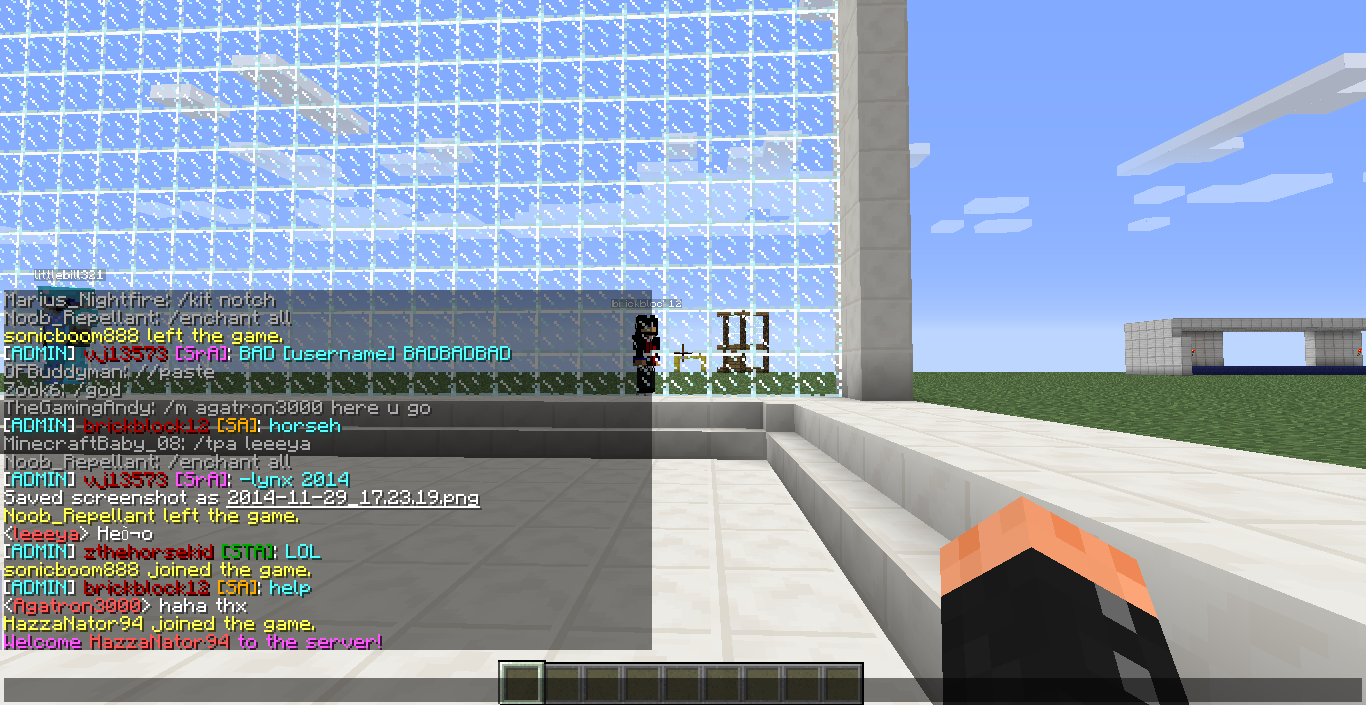 littlebill321
Marius_Nightfire: /kit notch
brickblock12
Noob_Repellant: /enchant all
sonicboom888 left the game.
[ADMIN] wj13573 [SrA]: BAD [username] BADBADBAD
OFBuddyman: //paste
Zook6: /god
TheGamingAndy: /m agatron3000 here u go
[ADMIN] brickblock12 [SA]: horseh
MinecraftBaby_08: /tpa leeeya
Noob_Repellant: /enchant all
[ADMIN] wj13573 [SrA]: -lynx 2014
Saved screenshot as 2014-11-29_17.23.19.png
Noob_Repellant left the game.
<leeeya> Heò¬o
[ADMIN] zthehorsekid [STA]: LOL
sonicboom888 joined the game.
[ADMIN] brickblock12 [SA]: help
<Agatron3000> haha thx
HazzaNator94 joined the game.
Welcome HazzaNator94 to the server!